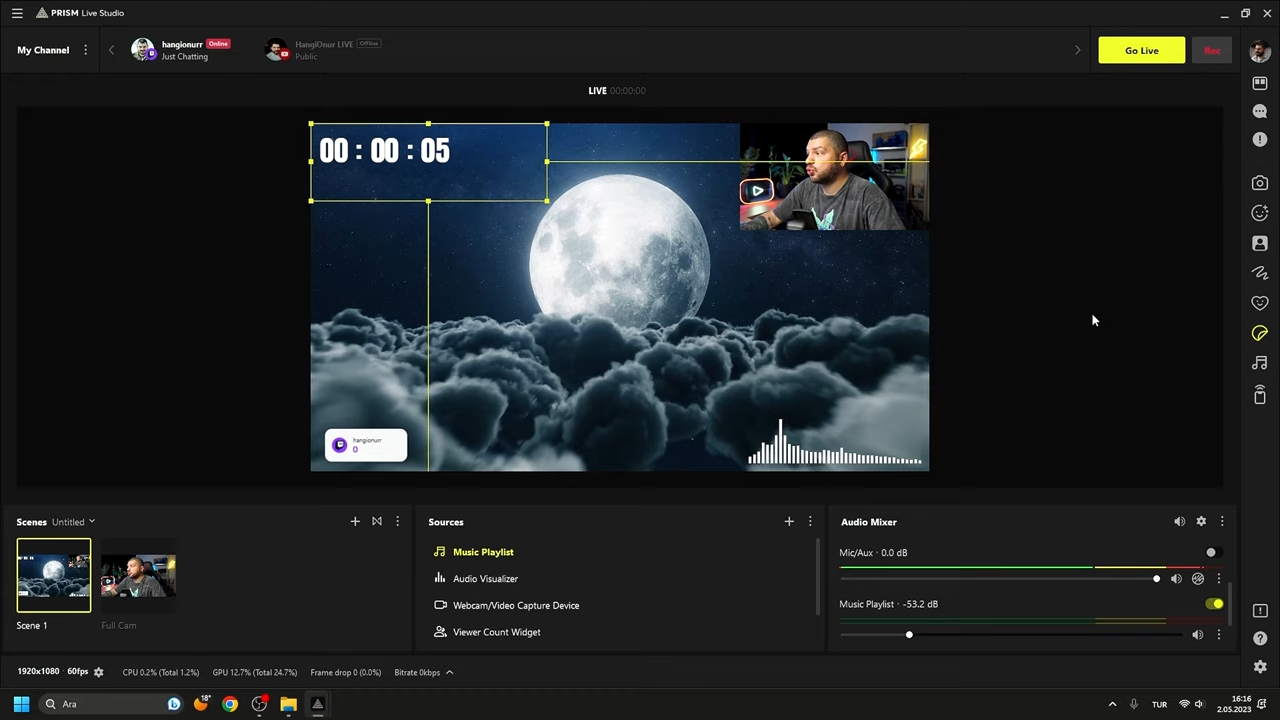 PRISM Live Studio
My Channel
hangionurr Online
Just Chatting
HangiOnur LIVE Offline
Public
Go Live
Rec
LIVE 00:00:00
00 : 00 : 05
hangionurr
0
Scenes Untitled
Scene 1
Full Cam
Sources
Music Playlist
Audio Visualizer
Webcam/Video Capture Device
Viewer Count Widget
Audio Mixer
Mic/Aux · 0.0 dB
Music Playlist · -53.2 dB
1920x1080 · 60fps
CPU 0.2% (Total 1.2%)
GPU 12.7% (Total 24.7%)
Frame drop 0 (0.0%)
Bitrate 0kbps
Ara
18°
TUR
16:16
2.05.2023